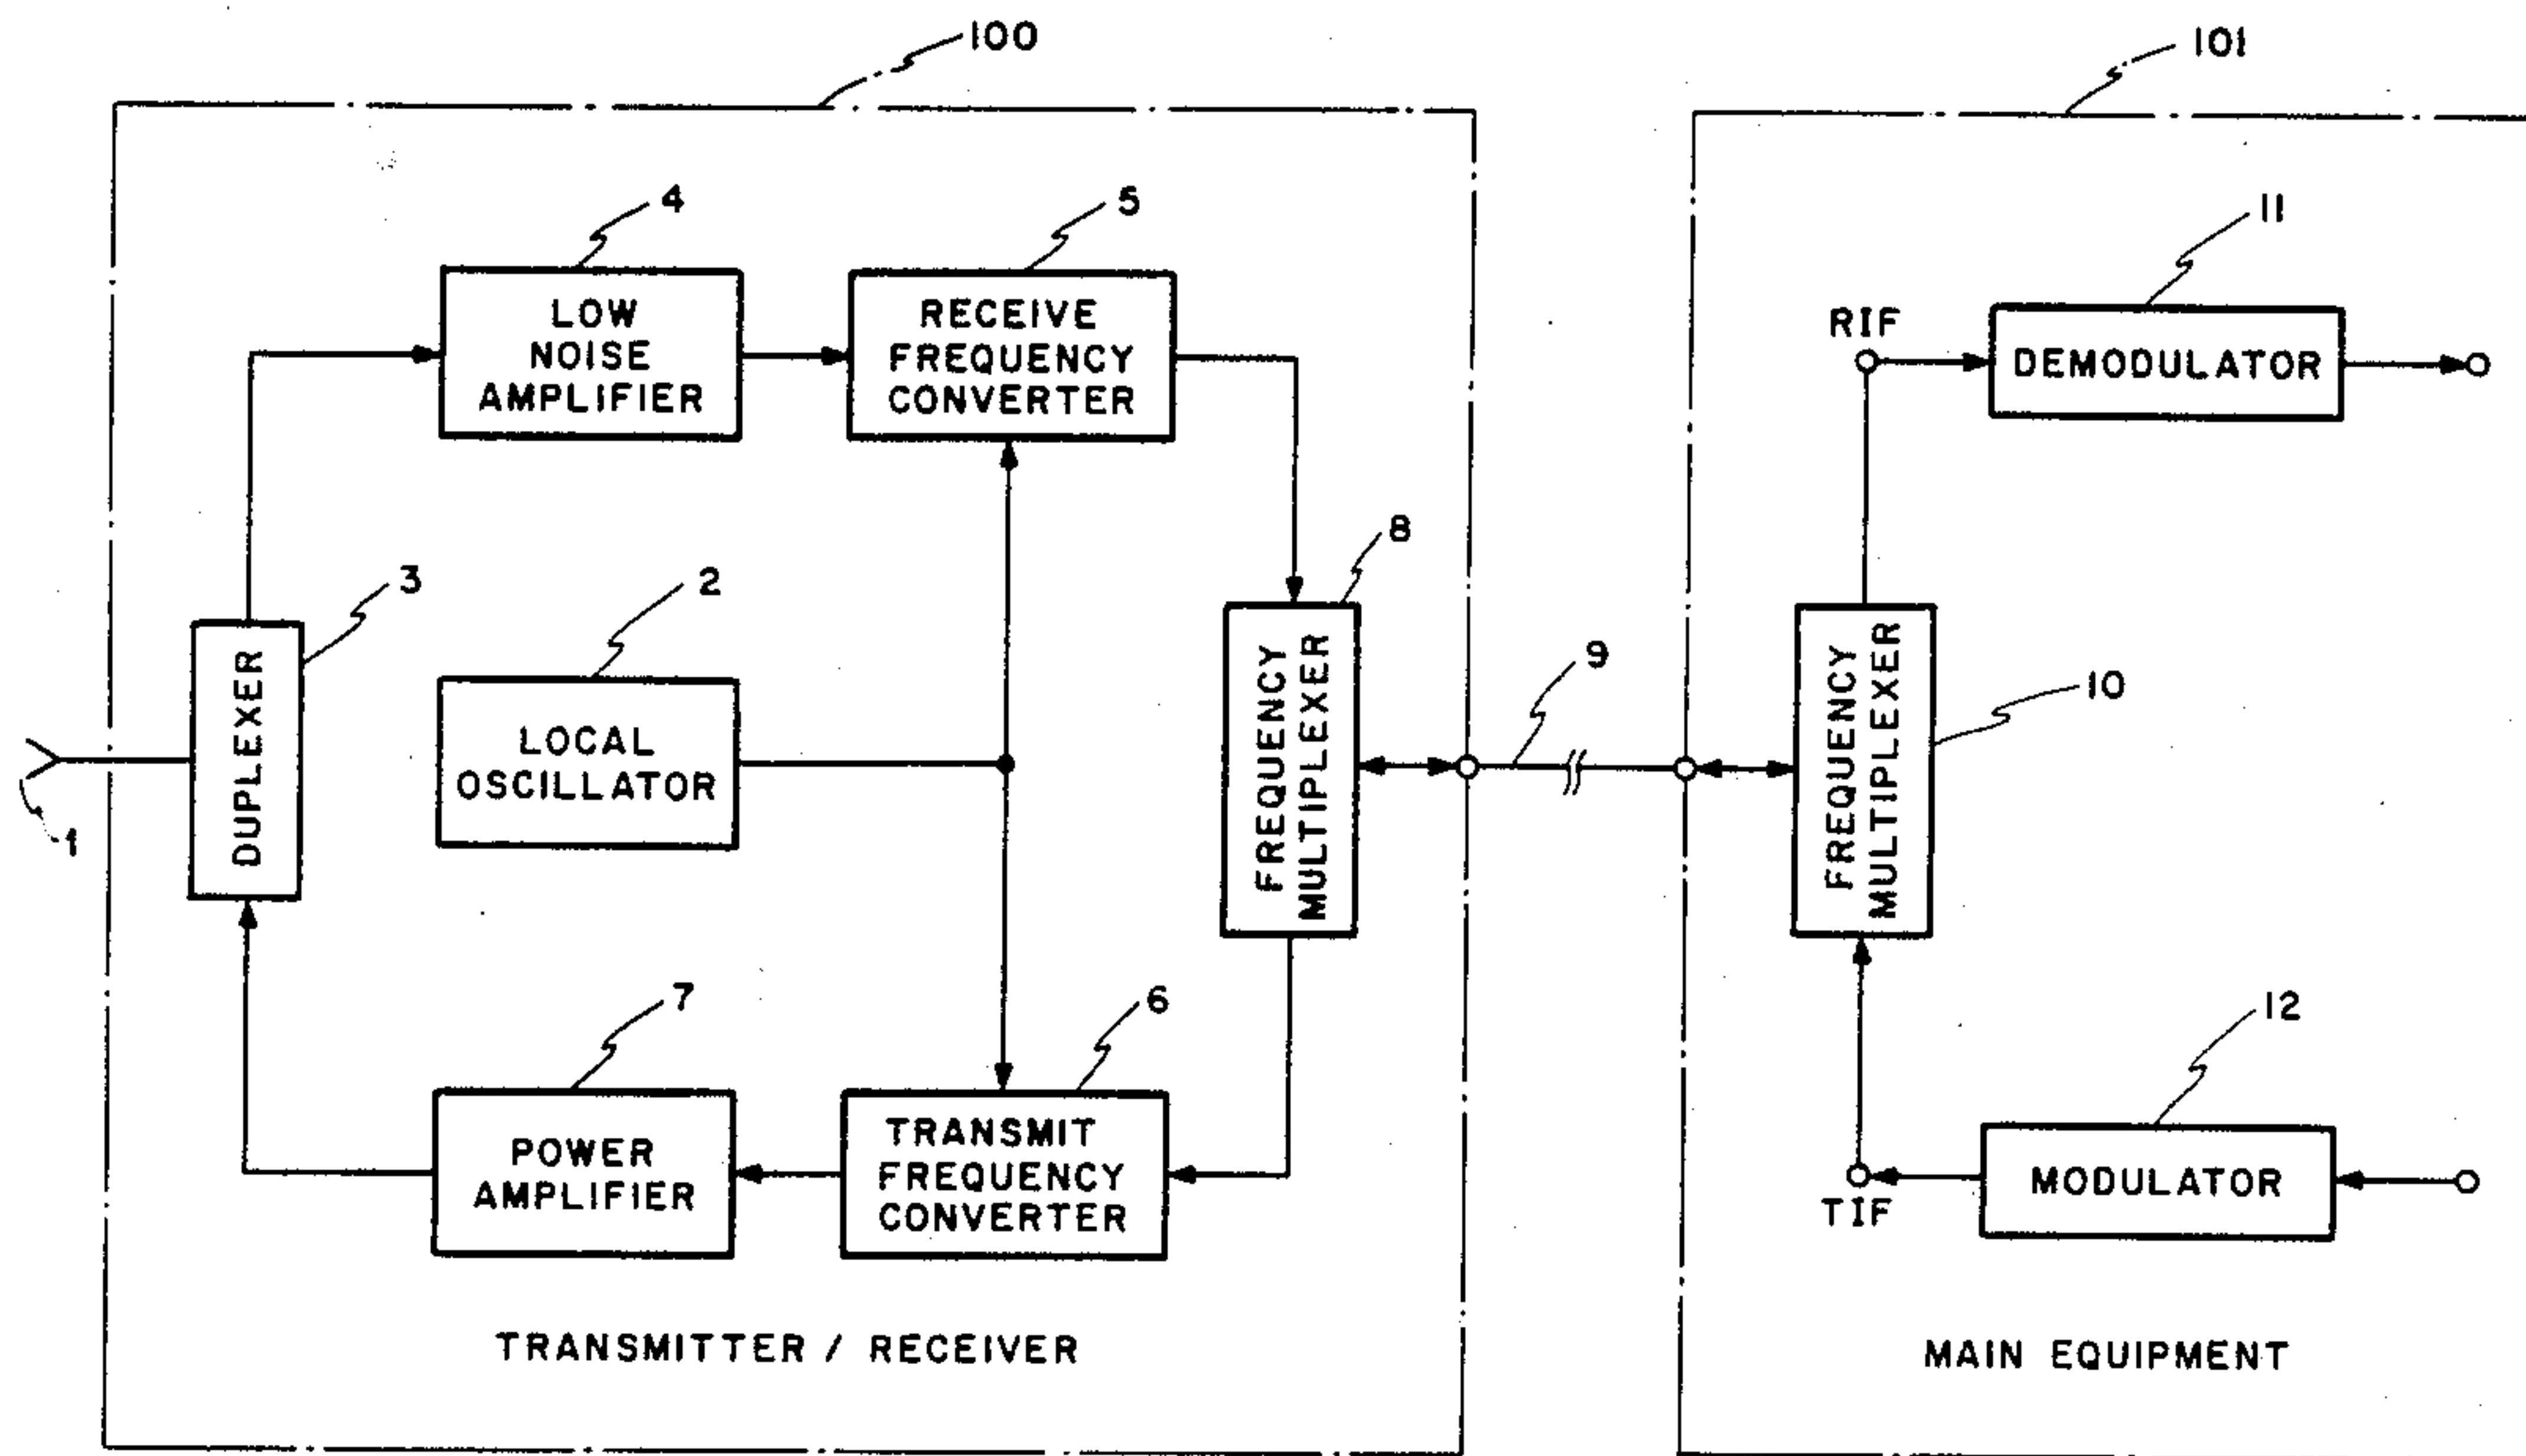 100
101
4
5
11
LOW
NOISE
AMPLIFIER
RECEIVE
FREQUENCY
CONVERTER
RIF
DEMODULATOR
3
2
8
9
10
DUPLEXER
LOCAL
OSCILLATOR
FREQUENCY
MULTIPLEXER
FREQUENCY
MULTIPLEXER
1
7
6
12
POWER
AMPLIFIER
TRANSMIT
FREQUENCY
CONVERTER
TIF
MODULATOR
TRANSMITTER / RECEIVER
MAIN EQUIPMENT